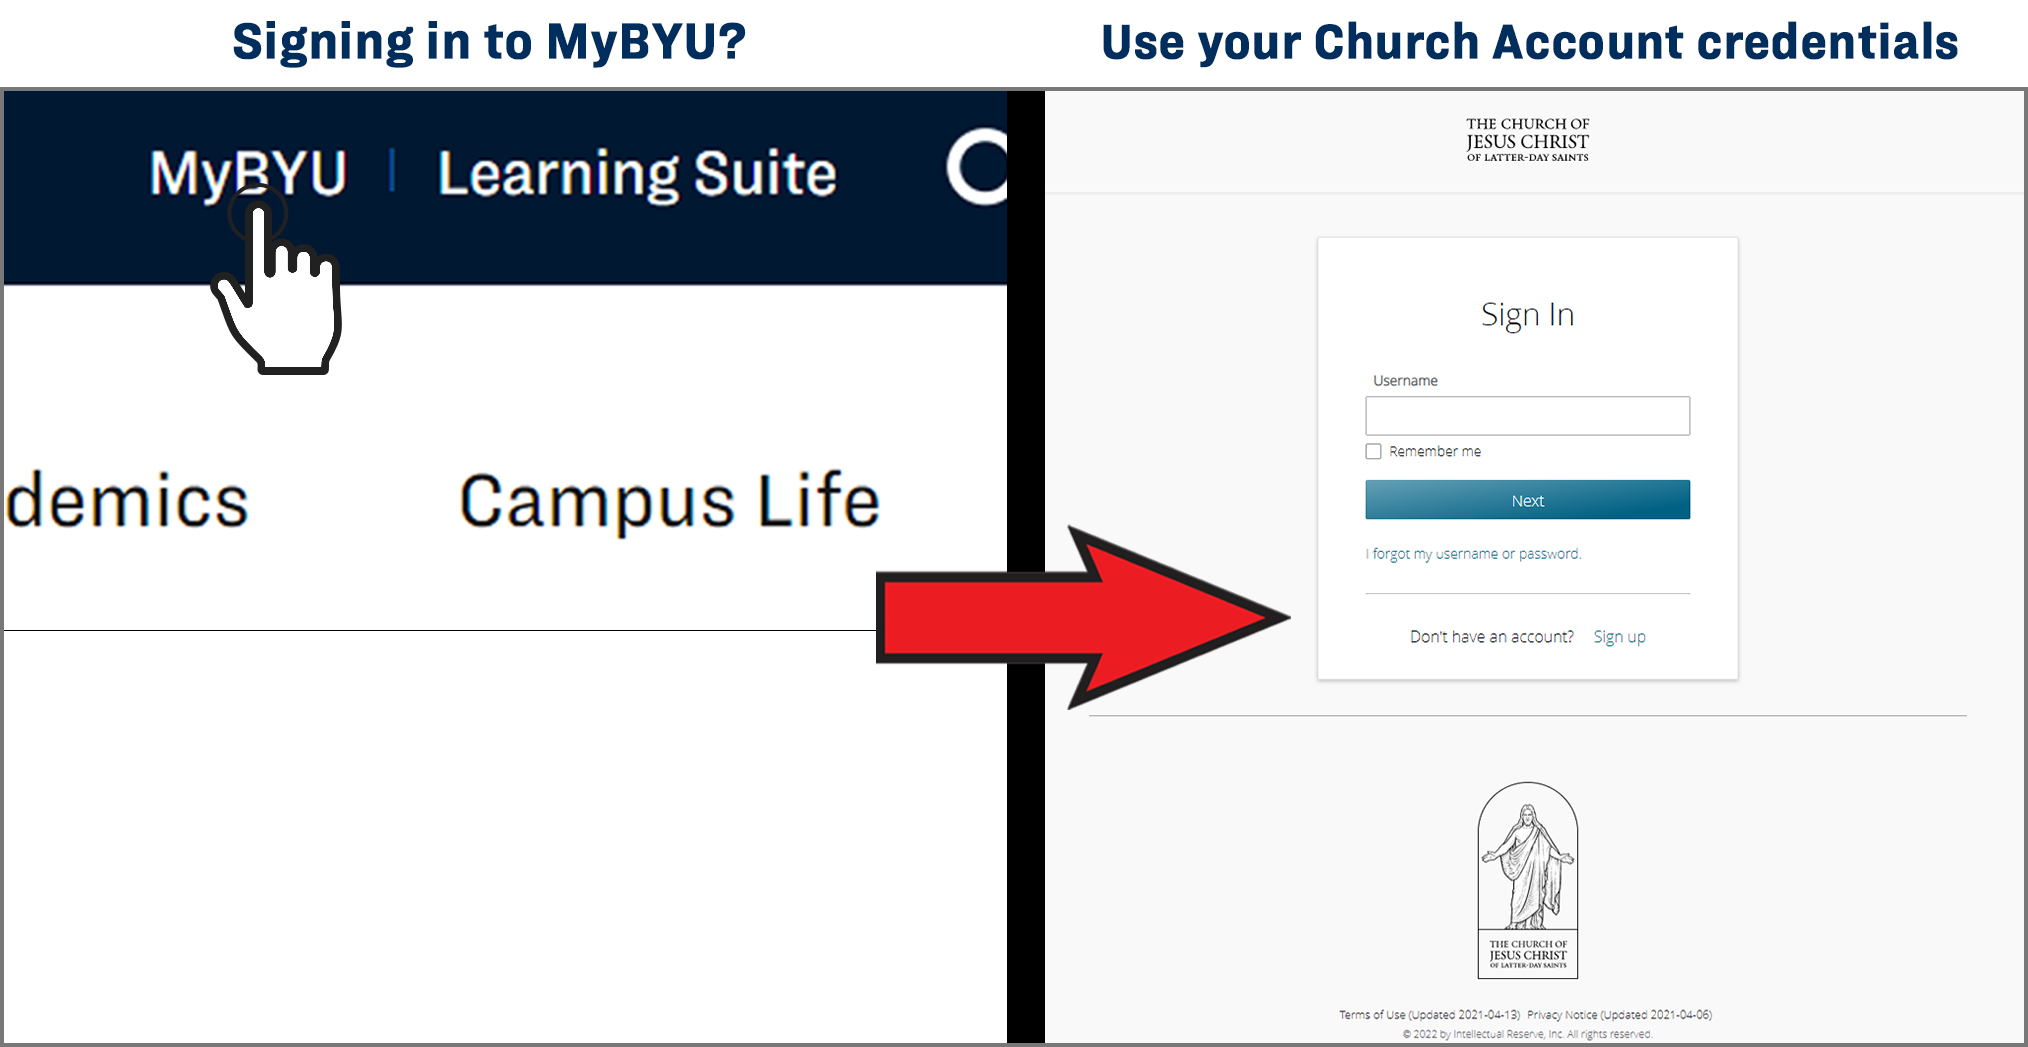 Signing in to MyBYU?
Use your Church Account credentials
MyBYU | Learning Suite
demics
Campus Life
THE CHURCH OF
JESUS CHRIST
OF LATTER-DAY SAINTS
Sign In
Username
Remember me
Next
I forgot my username or password.
Don't have an account? Sign up
THE CHURCH OF
JESUS CHRIST
OF LATTER-DAY SAINTS
Terms of Use (Updated 2021-04-13) Privacy Notice (Updated 2021-04-06)
© 2022 by Intellectual Reserve, Inc. All rights reserved.